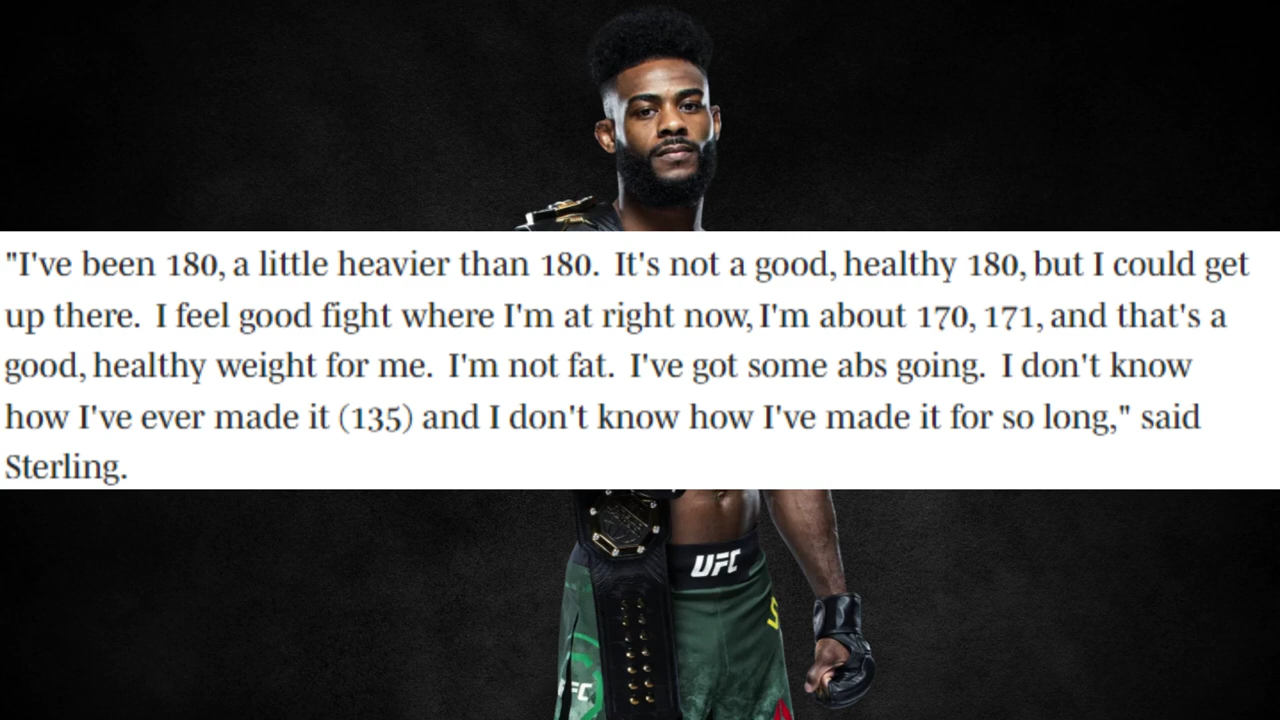 "I've been 180, a little heavier than 180. It's not a good, healthy 180, but I could get
up there. I feel good fight where I'm at right now, I'm about 170, 171, and that's a
good, healthy weight for me. I'm not fat. I've got some abs going. I don't know
how I've ever made it (135) and I don't know how I've made it for so long," said
Sterling.
UFC
S
FC